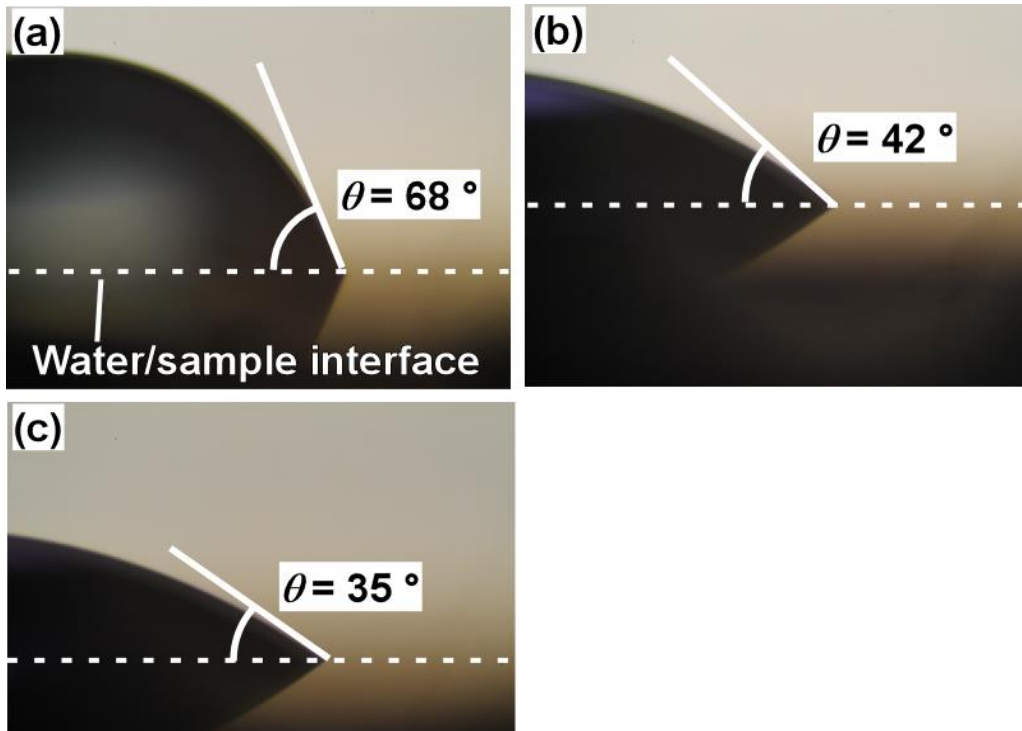 (a)
θ = 68 °
Water/sample interface
(b)
θ = 42 °
(c)
θ = 35 °